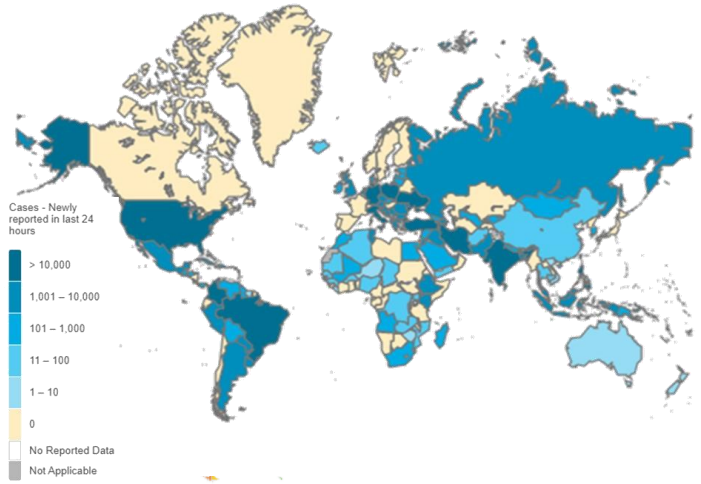 Cases - Newly
reported in last 24
hours
> 10,000
1,001 – 10,000
101 – 1,000
11 – 100
1 – 10
0
No Reported Data
Not Applicable